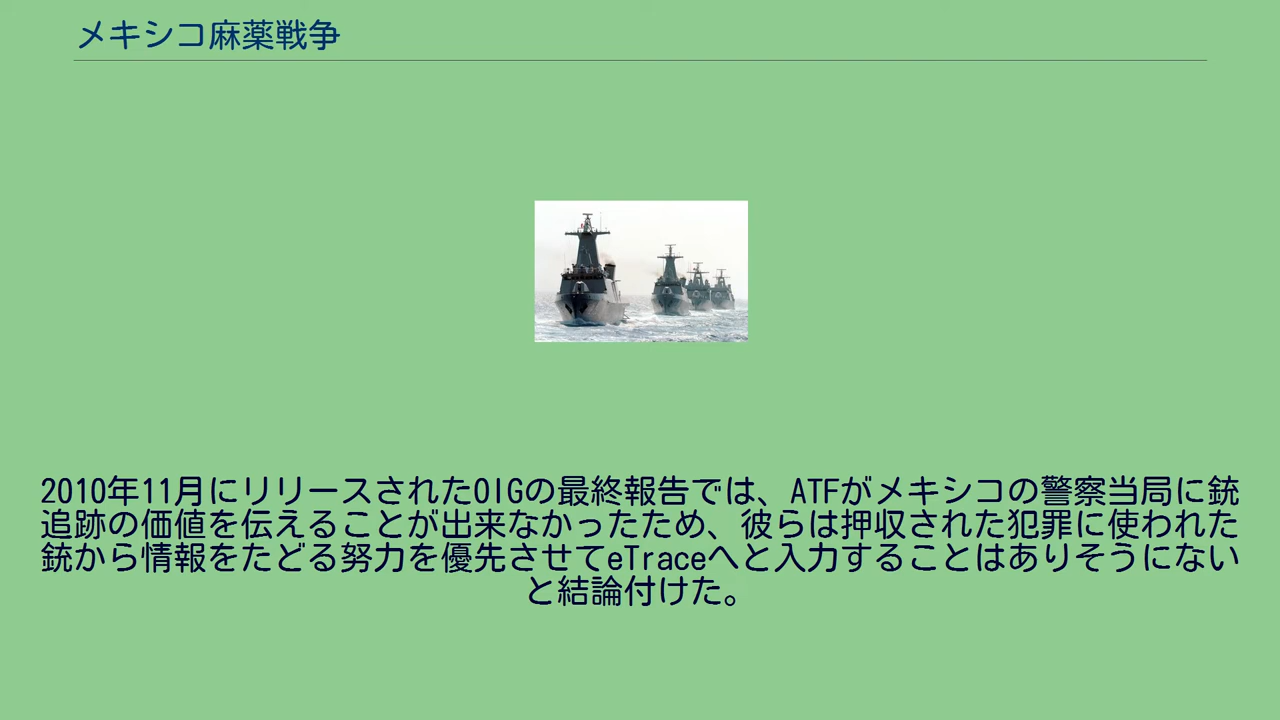 メキシコ麻薬戦争
2010年11月にリリースされたOIGの最終報告では、ATFがメキシコの警察当局に銃
追跡の価値を伝えることが出来なかったため、彼らは押収された犯罪に使われた
銃から情報をたどる努力を優先させてeTraceへと入力することはありそうにない
と結論付けた。